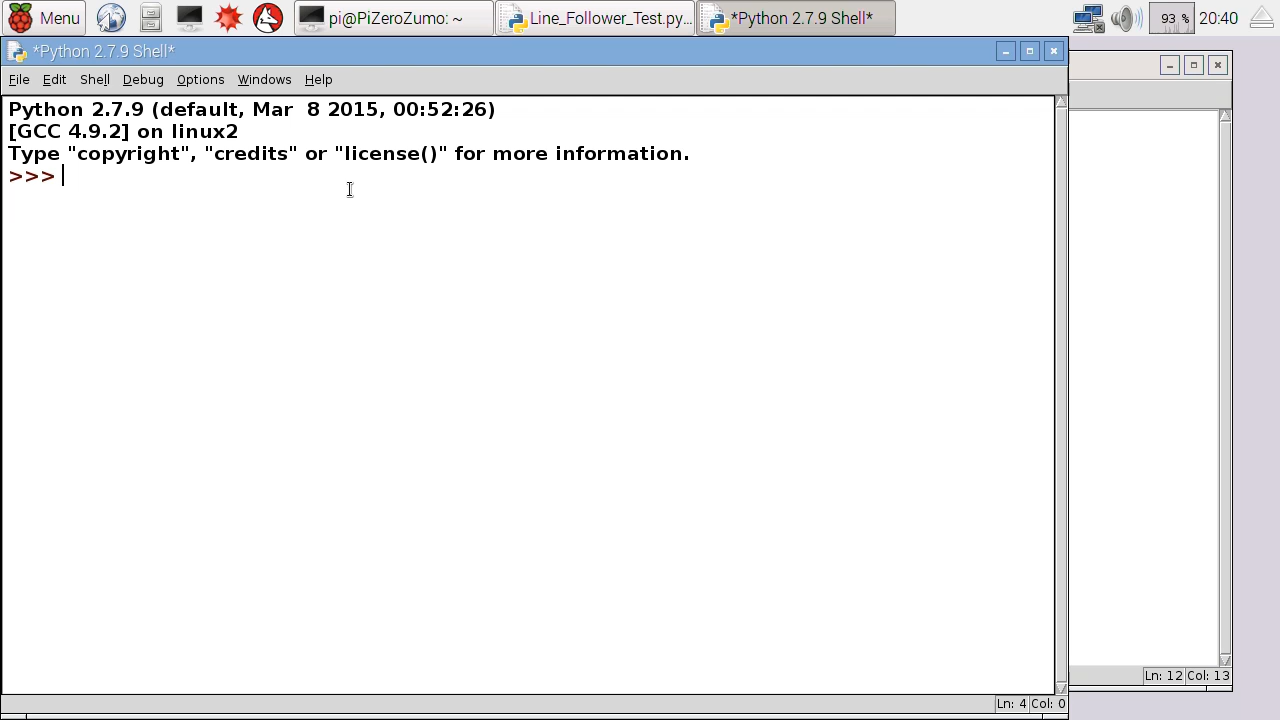 Menu
pi@PiZeroZumo: ~
Line_Follower_Test.py...
*Python 2.7.9 Shell*
93 %
20:40
*Python 2.7.9 Shell*
File Edit Shell Debug Options Windows Help
Python 2.7.9 (default, Mar  8 2015, 00:52:26)
[GCC 4.9.2] on linux2
Type "copyright", "credits" or "license()" for more information.
>>>
Ln: 12 Col: 13
Ln: 4 Col: 0